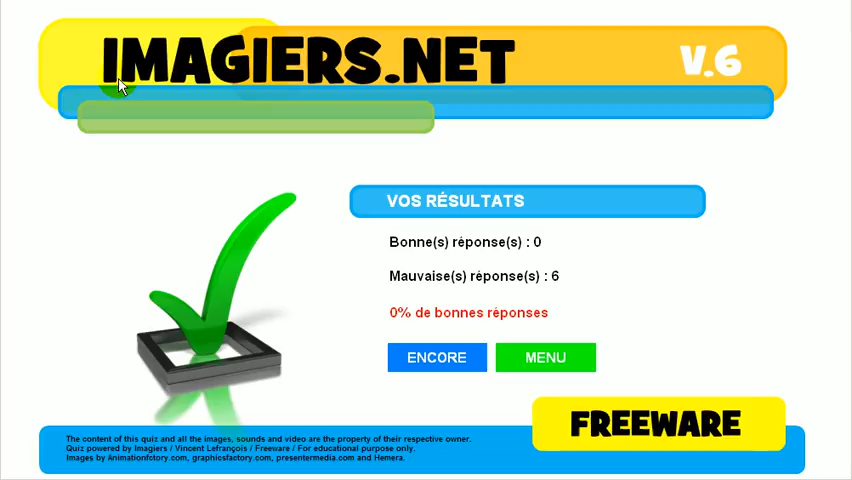 IMAGIERS.NET
V.6
VOS RÉSULTATS
Bonne(s) réponse(s) : 0
Mauvaise(s) réponse(s) : 6
0% de bonnes réponses
ENCORE
MENU
FREEWARE
The content of this quiz and all the images, sounds and video are the property of their respective owner.
Quiz powered by Imagiers / Vincent Lefrançois / Freeware / For educational purpose only.
Images by Animationfctory.com, graphicsfactory.com, presentermedia.com and Hemera.